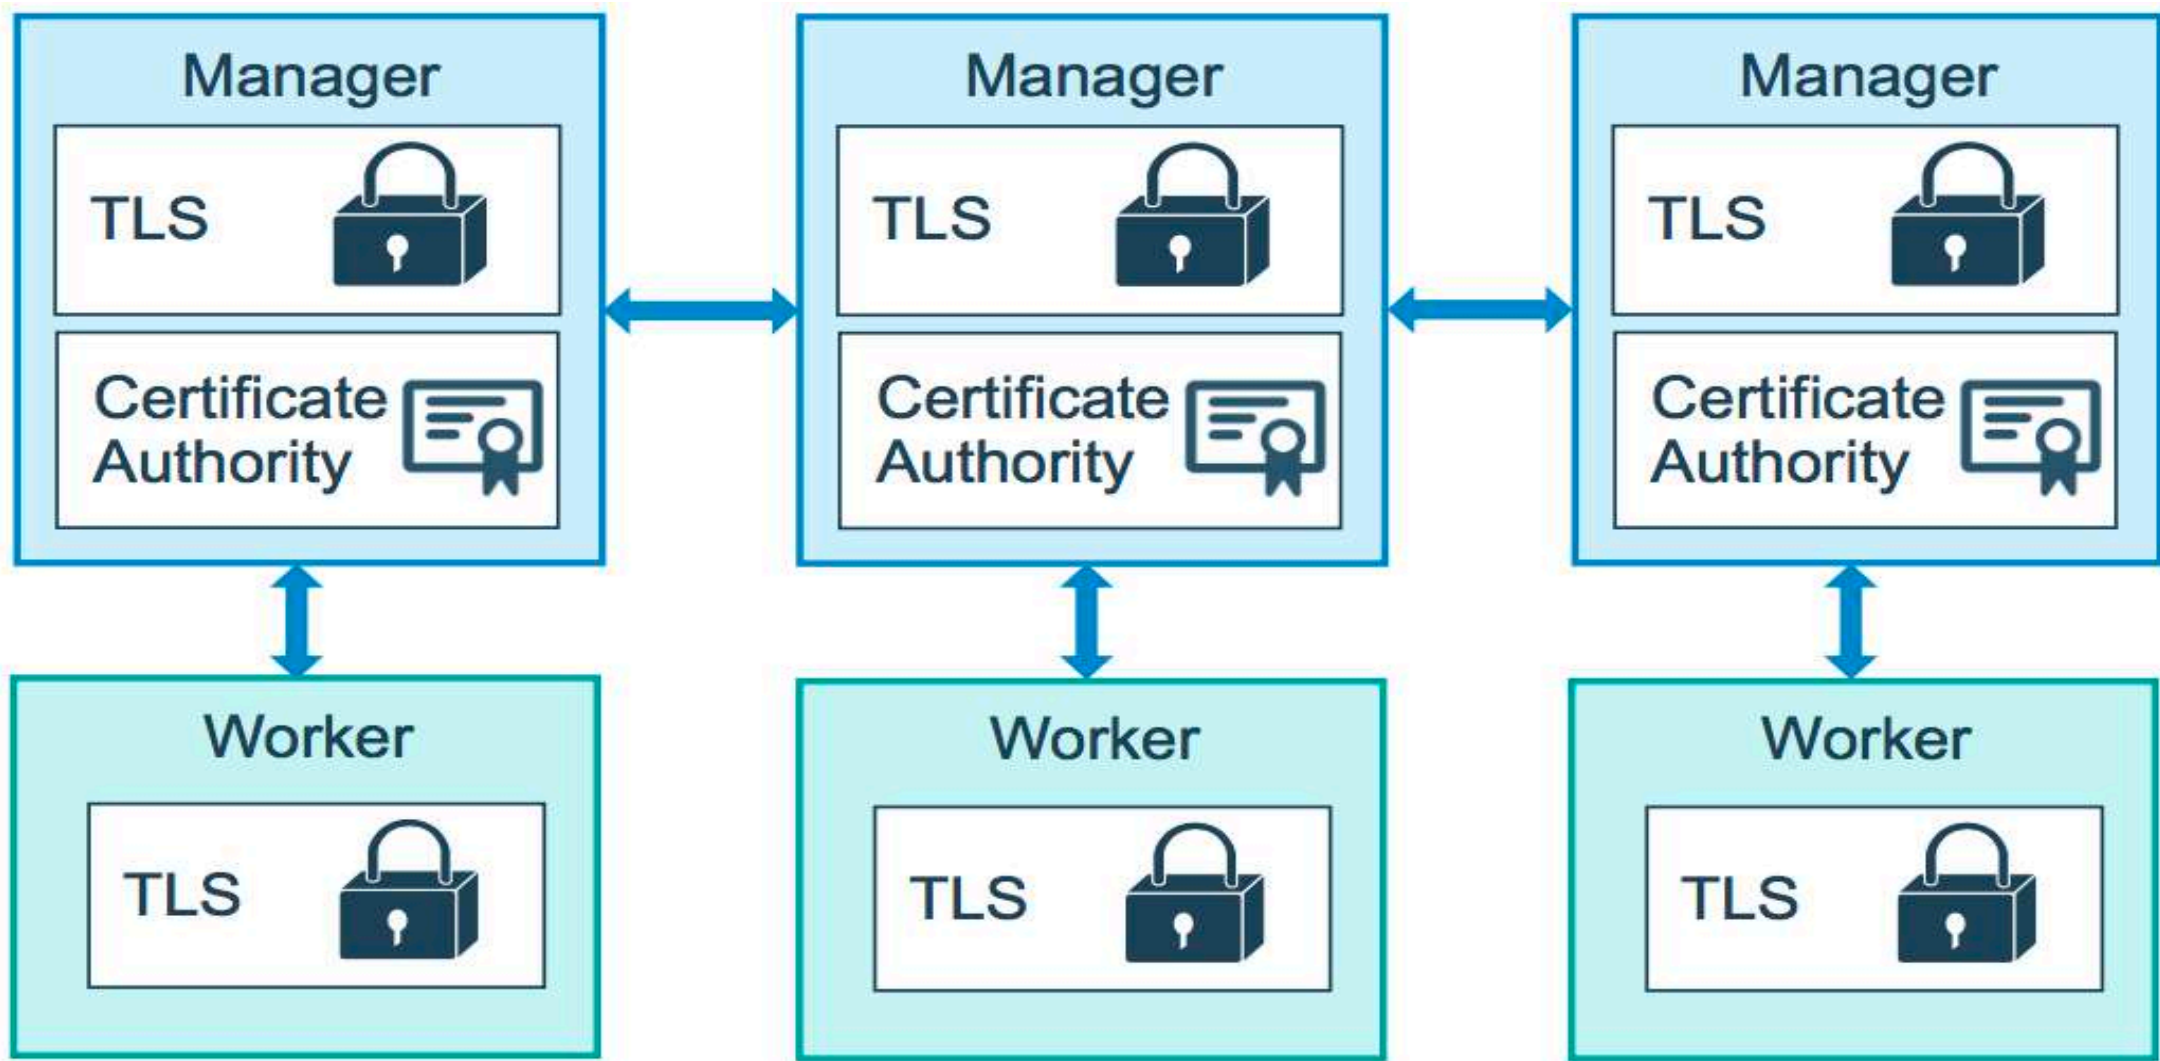 Manager
TLS
Certificate
Authority
Manager
TLS
Certificate
Authority
Manager
TLS
Certificate
Authority
Worker
TLS
Worker
TLS
Worker
TLS